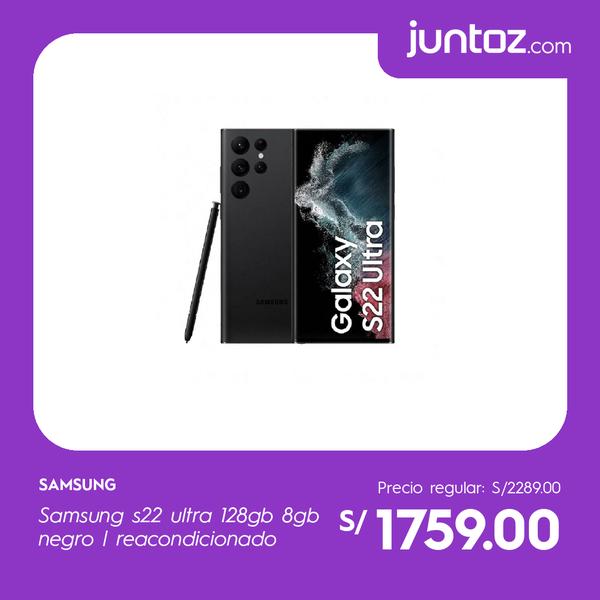 juntoz.com
SAMSUNG
Galaxy
S22 Ultra
SAMSUNG
Samsung s22 ultra 128gb 8gb
negro | reacondicionado
Precio regular: S/2289.00
S/ 1759.00